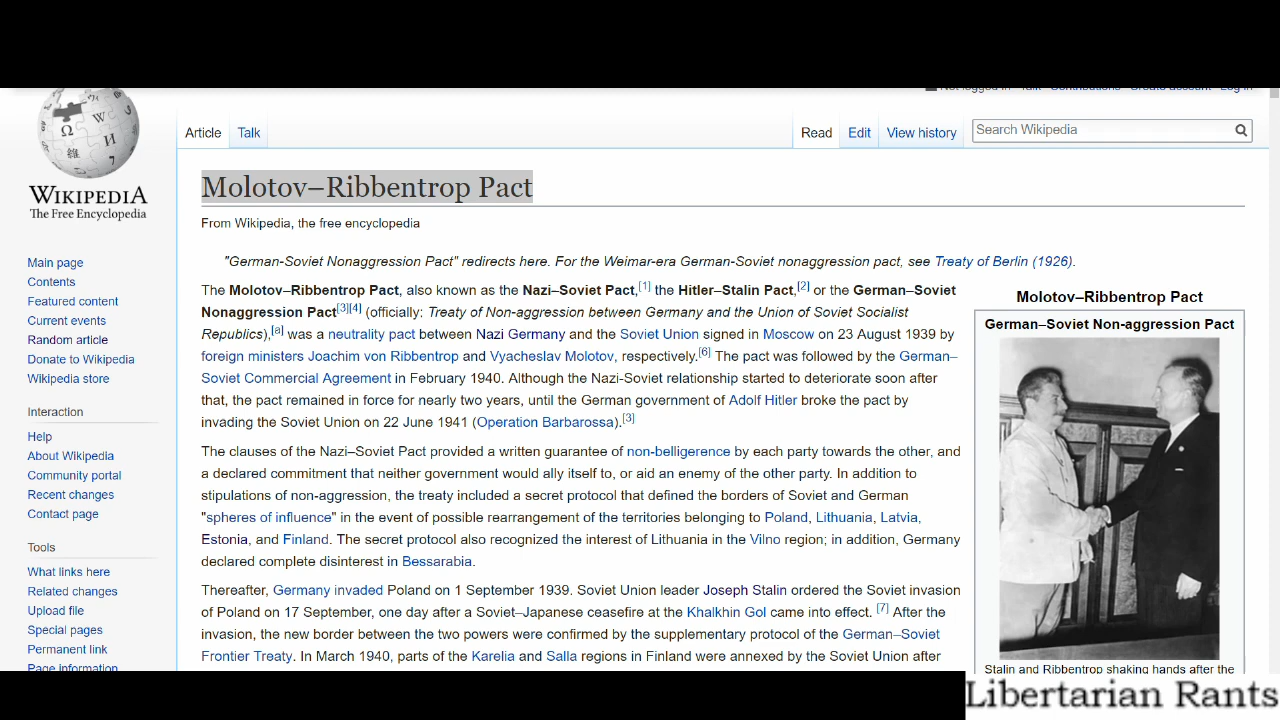 Not logged in Talk Contributions Create account Log in
WIKIPEDIA
The Free Encyclopedia
Article Talk
Read Edit View history
Search Wikipedia
Main page
Contents
Featured content
Current events
Random article
Donate to Wikipedia
Wikipedia store
Interaction
Help
About Wikipedia
Community portal
Recent changes
Contact page
Tools
What links here
Related changes
Upload file
Special pages
Permanent link
Page information
Molotov–Ribbentrop Pact
From Wikipedia, the free encyclopedia
"German-Soviet Nonaggression Pact" redirects here. For the Weimar-era German-Soviet nonaggression pact, see Treaty of Berlin (1926).
The Molotov–Ribbentrop Pact, also known as the Nazi–Soviet Pact,[1] the Hitler–Stalin Pact,[2] or the German–Soviet
Nonaggression Pact[3][4] (officially: Treaty of Non-aggression between Germany and the Union of Soviet Socialist
Republics),[a] was a neutrality pact between Nazi Germany and the Soviet Union signed in Moscow on 23 August 1939 by
foreign ministers Joachim von Ribbentrop and Vyacheslav Molotov, respectively.[6] The pact was followed by the German–
Soviet Commercial Agreement in February 1940. Although the Nazi-Soviet relationship started to deteriorate soon after
that, the pact remained in force for nearly two years, until the German government of Adolf Hitler broke the pact by
invading the Soviet Union on 22 June 1941 (Operation Barbarossa).[3]
The clauses of the Nazi–Soviet Pact provided a written guarantee of non-belligerence by each party towards the other, and
a declared commitment that neither government would ally itself to, or aid an enemy of the other party. In addition to
stipulations of non-aggression, the treaty included a secret protocol that defined the borders of Soviet and German
"spheres of influence" in the event of possible rearrangement of the territories belonging to Poland, Lithuania, Latvia,
Estonia, and Finland. The secret protocol also recognized the interest of Lithuania in the Vilno region; in addition, Germany
declared complete disinterest in Bessarabia.
Thereafter, Germany invaded Poland on 1 September 1939. Soviet Union leader Joseph Stalin ordered the Soviet invasion
of Poland on 17 September, one day after a Soviet–Japanese ceasefire at the Khalkhin Gol came into effect. [7] After the
invasion, the new border between the two powers were confirmed by the supplementary protocol of the German–Soviet
Frontier Treaty. In March 1940, parts of the Karelia and Salla regions in Finland were annexed by the Soviet Union after
Molotov–Ribbentrop Pact
German–Soviet Non-aggression Pact
Stalin and Ribbentrop shaking hands after the
Libertarian Rants